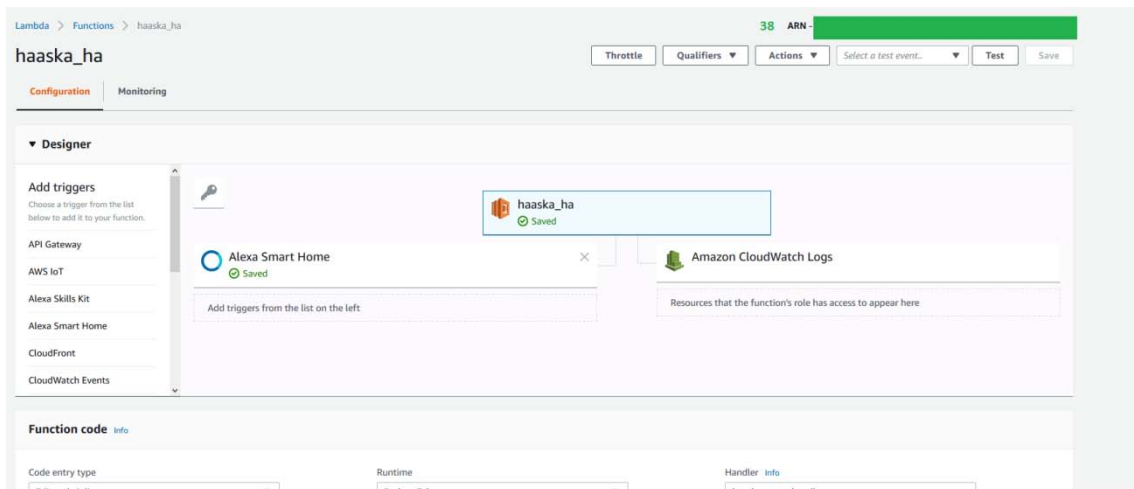 Lambda > Functions > haaska_ha
38 ARN -
haaska_ha
Throttle Qualifiers ▼ Actions ▼ Select a test event.. ▼ Test Save
Configuration Monitoring
▼ Designer
Add triggers
Choose a trigger from the list
below to add it to your function.
API Gateway
AWS IoT
Alexa Skills Kit
Alexa Smart Home
CloudFront
CloudWatch Events
haaska_ha
Saved
Alexa Smart Home
Saved
Add triggers from the list on the left
Amazon CloudWatch Logs
Resources that the function's role has access to appear here
Function code Info
Code entry type
Runtime
Handler Info